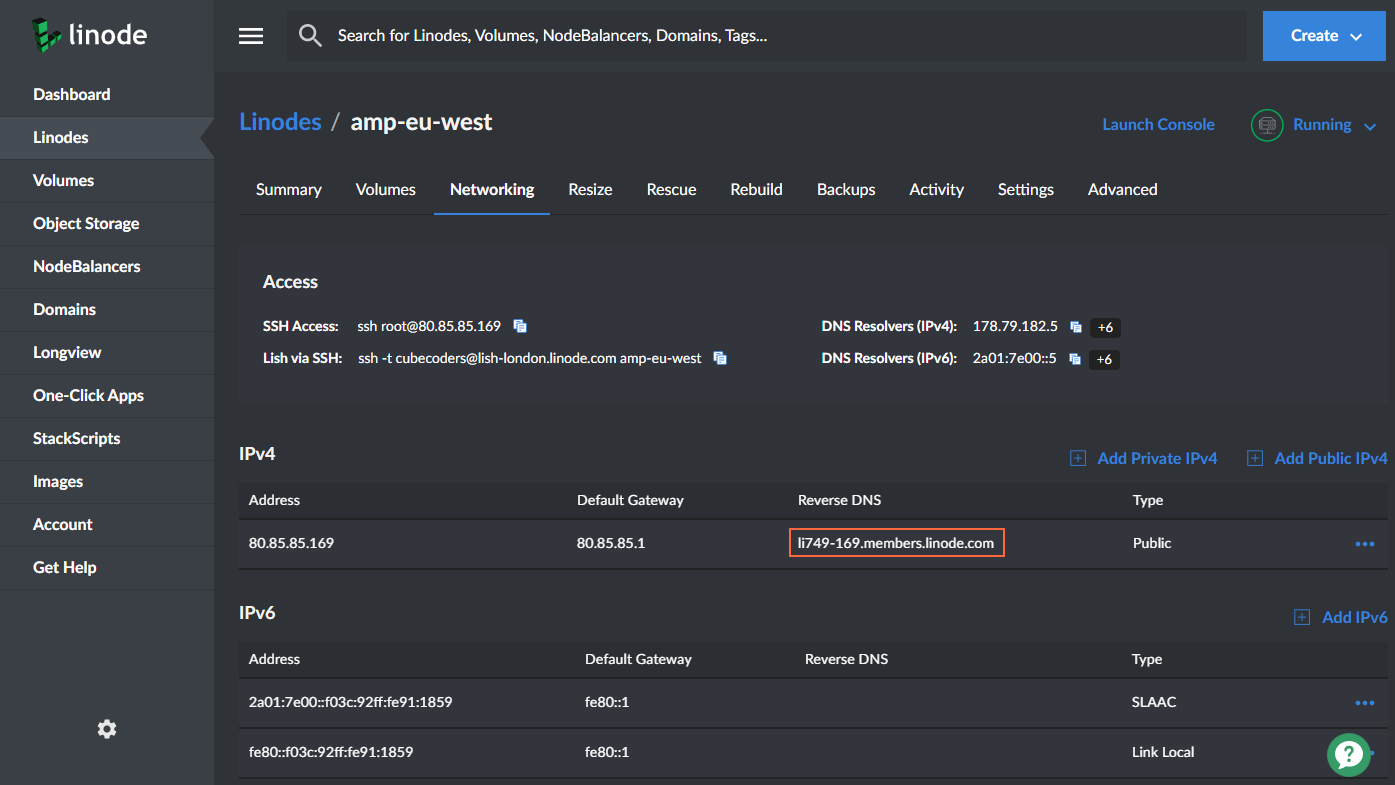 linode
Search for Linodes, Volumes, NodeBalancers, Domains, Tags...
Create
Dashboard
Linodes
Volumes
Object Storage
NodeBalancers
Domains
Longview
One-Click Apps
StackScripts
Images
Account
Get Help
Linodes / amp-eu-west
Launch Console
Running
Summary Volumes Networking Resize Rescue Rebuild Backups Activity Settings Advanced
Access
SSH Access: ssh root@80.85.85.169
DNS Resolvers (IPv4): 178.79.182.5 +6
Lish via SSH: ssh -t cubecoders@lish-london.linode.com amp-eu-west
DNS Resolvers (IPv6): 2a01:7e00::5 +6
IPv4
Add Private IPv4 Add Public IPv4
Address Default Gateway Reverse DNS Type
80.85.85.169 80.85.85.1 li749-169.members.linode.com Public
IPv6
Add IPv6
Address Default Gateway Reverse DNS Type
2a01:7e00::f03c:92ff:fe91:1859 fe80::1 SLAAC
fe80::f03c:92ff:fe91:1859 fe80::1 Link Local
?